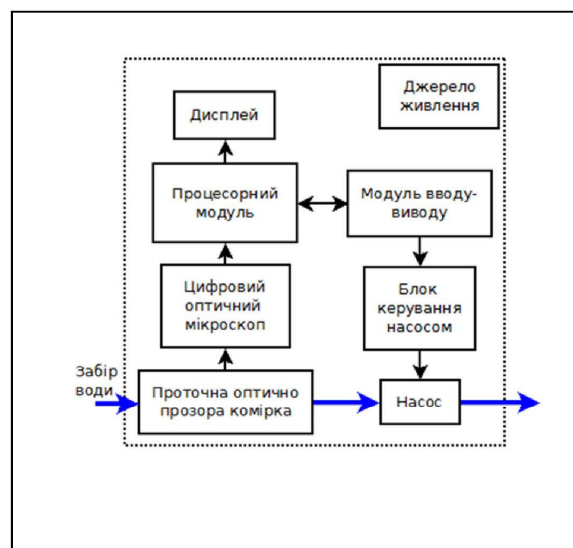 Джерело
живлення
Дисплей
Процесорний
модуль
Модуль вводу-
виводу
Цифровий
оптичний
мікроскоп
Блок
керування
насосом
Забір
води
Проточна оптично
прозора комірка
Насос